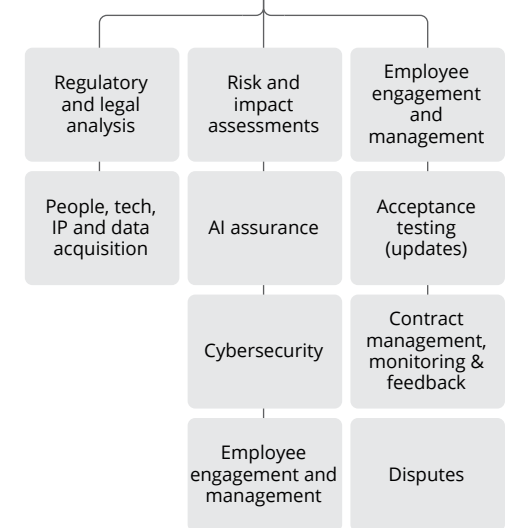 Regulatory
and legal
analysis
People, tech,
IP and data
acquisition
Risk and
impact
assessments
AI assurance
Cybersecurity
Employee
engagement and
management
Employee
engagement
and
management
Acceptance
testing
(updates)
Contract
management,
monitoring &
feedback
Disputes